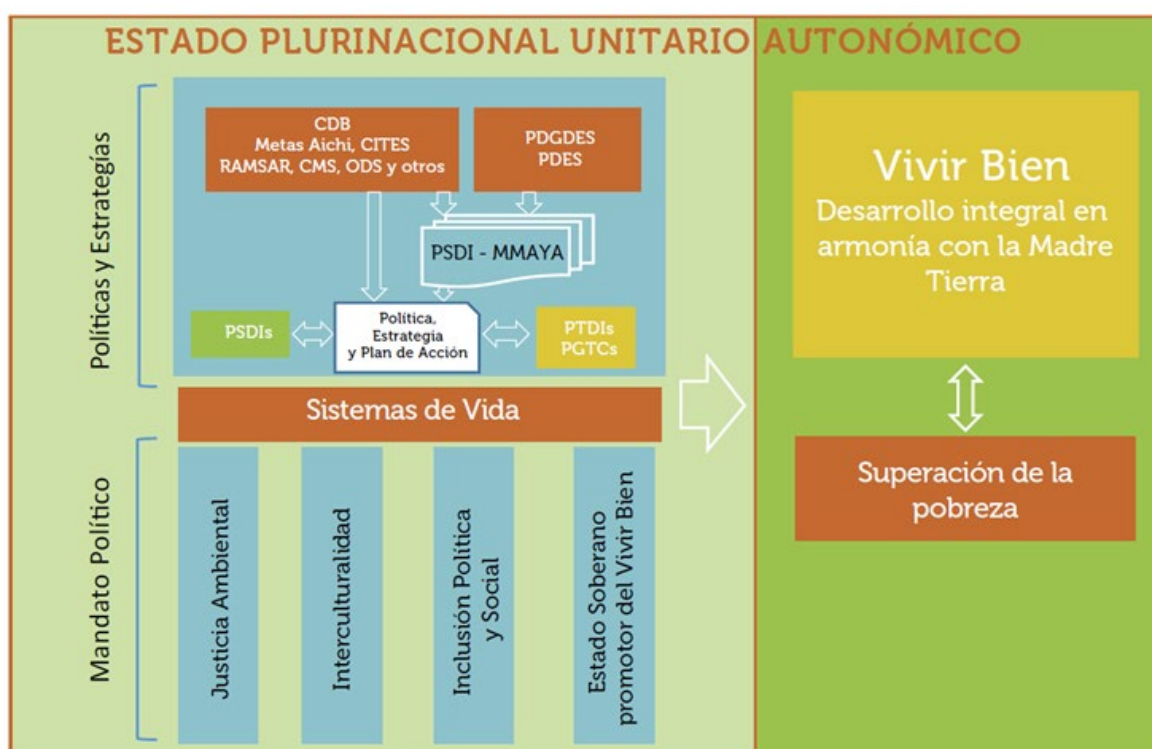 ESTADO PLURINACIONAL UNITARIO AUTONÓMICO
Políticas y Estrategías
CDB
Metas Aichi, CITES
RAMSAR, CMS, ODS y otros
PDGDES
PDES
PSDI - MMAYA
PSDIs
Política,
Estrategia
y Plan de Acción
PTDIs
PGTCs
Sistemas de Vida
Mandato Político
Justicia Ambiental
Interculturalidad
Inclusión Política
y Social
Estado Soberano
promotor del Vivir Bien
Vivir Bien
Desarrollo integral en
armonía con la Madre
Tierra
Superación de la
pobreza